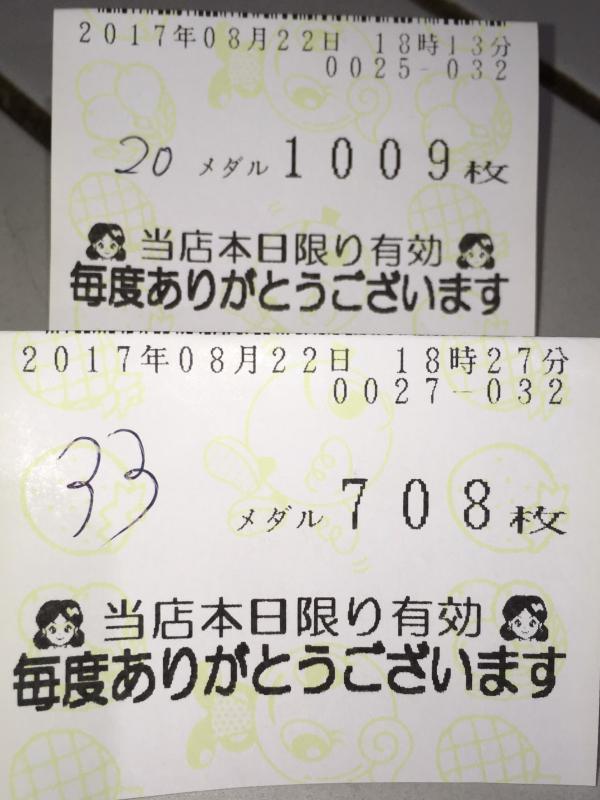 2017年08月22日 18時13分
0025-032
20 メダル 1009枚
当店本日限り有効
毎度ありがとうございます
2017年08月22日 18時27分
0027-032
33 メダル 708枚
当店本日限り有効
毎度ありがとうございます